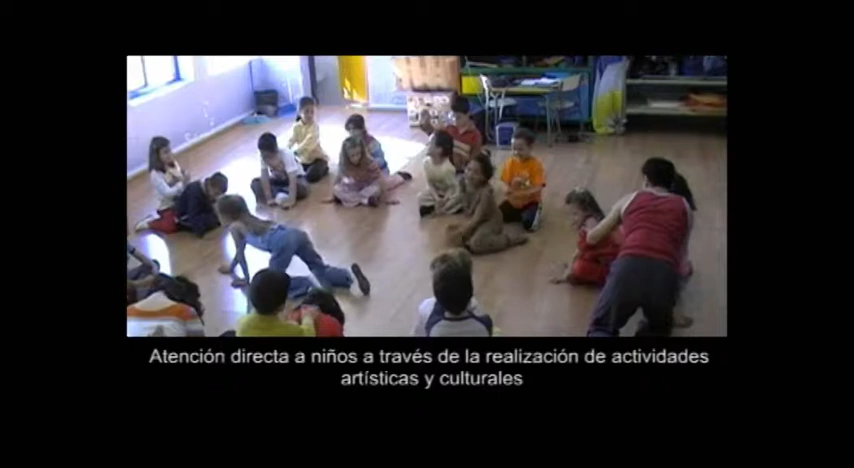 Atención directa a niños a través de la realización de actividades
artísticas y culturales